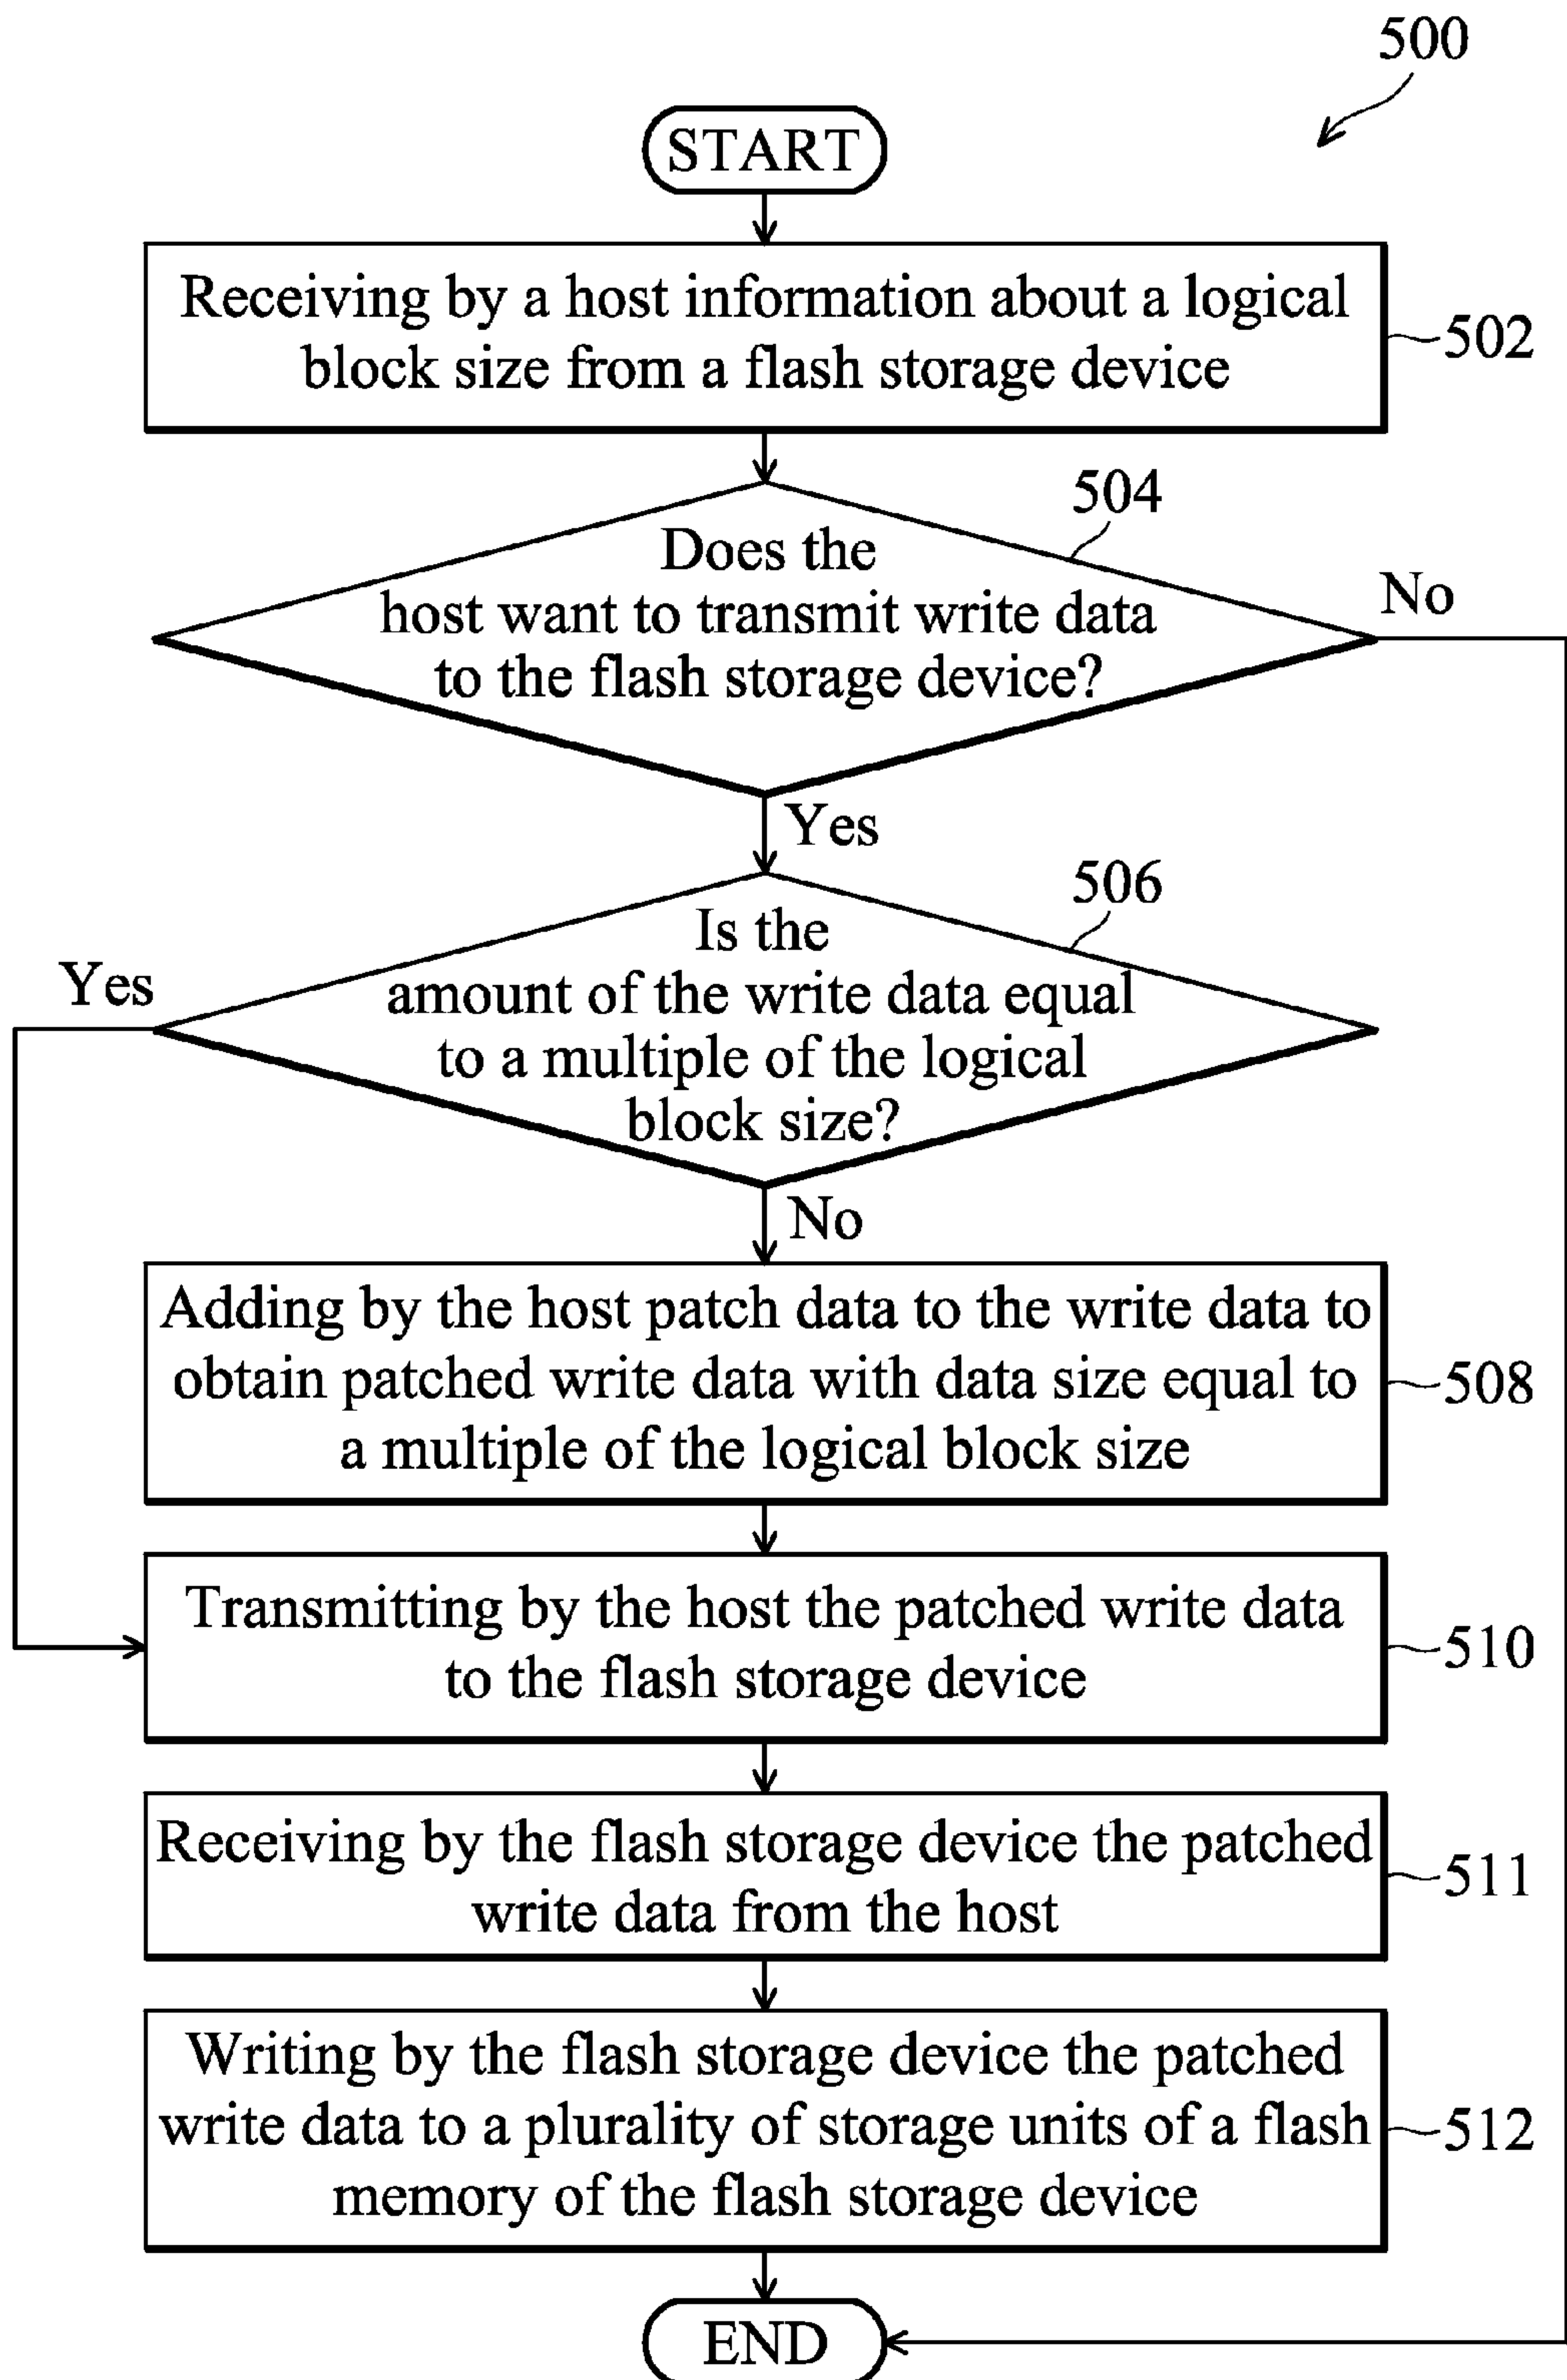 500
START
Receiving by a host information about a logical
block size from a flash storage device
502
504
Does the
host want to transmit write data
to the flash storage device?
No
Yes
506
Is the
amount of the write data equal
to a multiple of the logical
block size?
Yes
No
Adding by the host patch data to the write data to
obtain patched write data with data size equal to
a multiple of the logical block size
508
Transmitting by the host the patched write data
to the flash storage device
510
Receiving by the flash storage device the patched
write data from the host
511
Writing by the flash storage device the patched
write data to a plurality of storage units of a flash
memory of the flash storage device
512
END